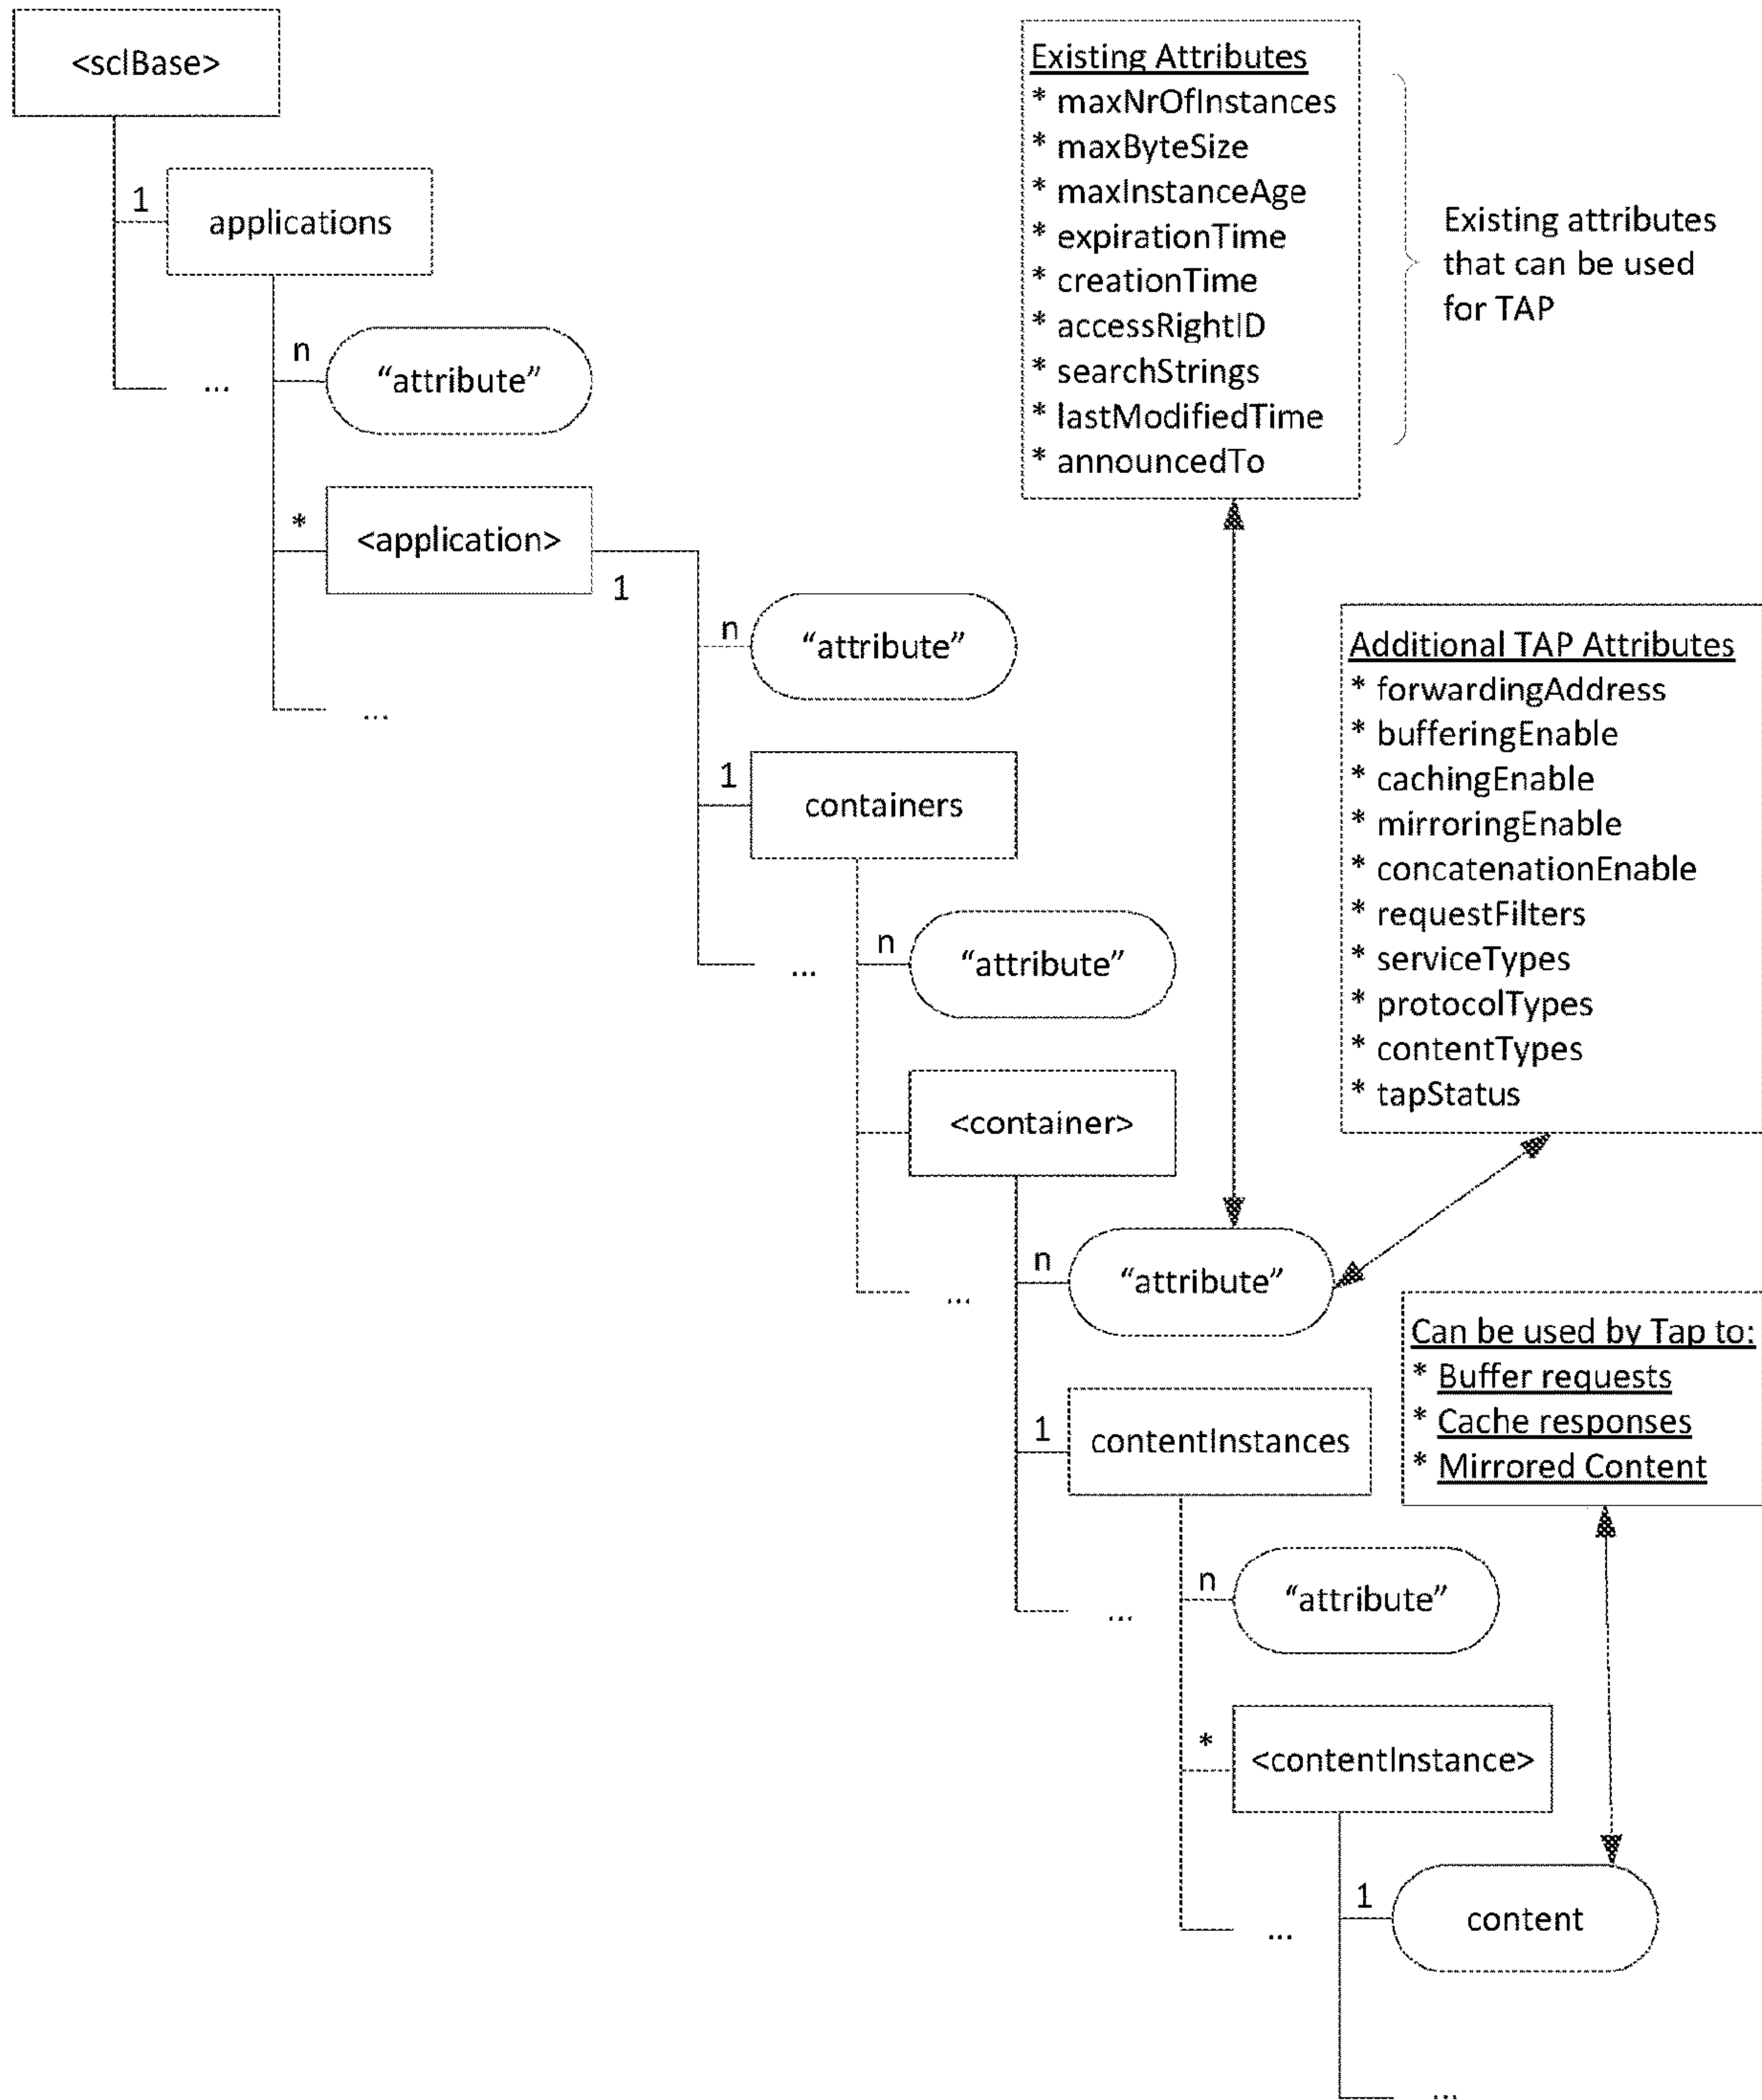 <sclBase>
1
applications
...
n
“attribute”
*
<application>
1
...
n
“attribute”
1
containers
...
n
“attribute”
<container>
...
n
“attribute”
1
contentInstances
...
n
“attribute”
*
<contentInstance>
...
1
content
...
Existing Attributes
* maxNrOfInstances
* maxByteSize
* maxInstanceAge
* expirationTime
* creationTime
* accessRightID
* searchStrings
* lastModifiedTime
* announcedTo
Existing attributes
that can be used
for TAP
Additional TAP Attributes
* forwardingAddress
* bufferingEnable
* cachingEnable
* mirroringEnable
* concatenationEnable
* requestFilters
* serviceTypes
* protocolTypes
* contentTypes
* tapStatus
Can be used by Tap to:
* Buffer requests
* Cache responses
* Mirrored Content